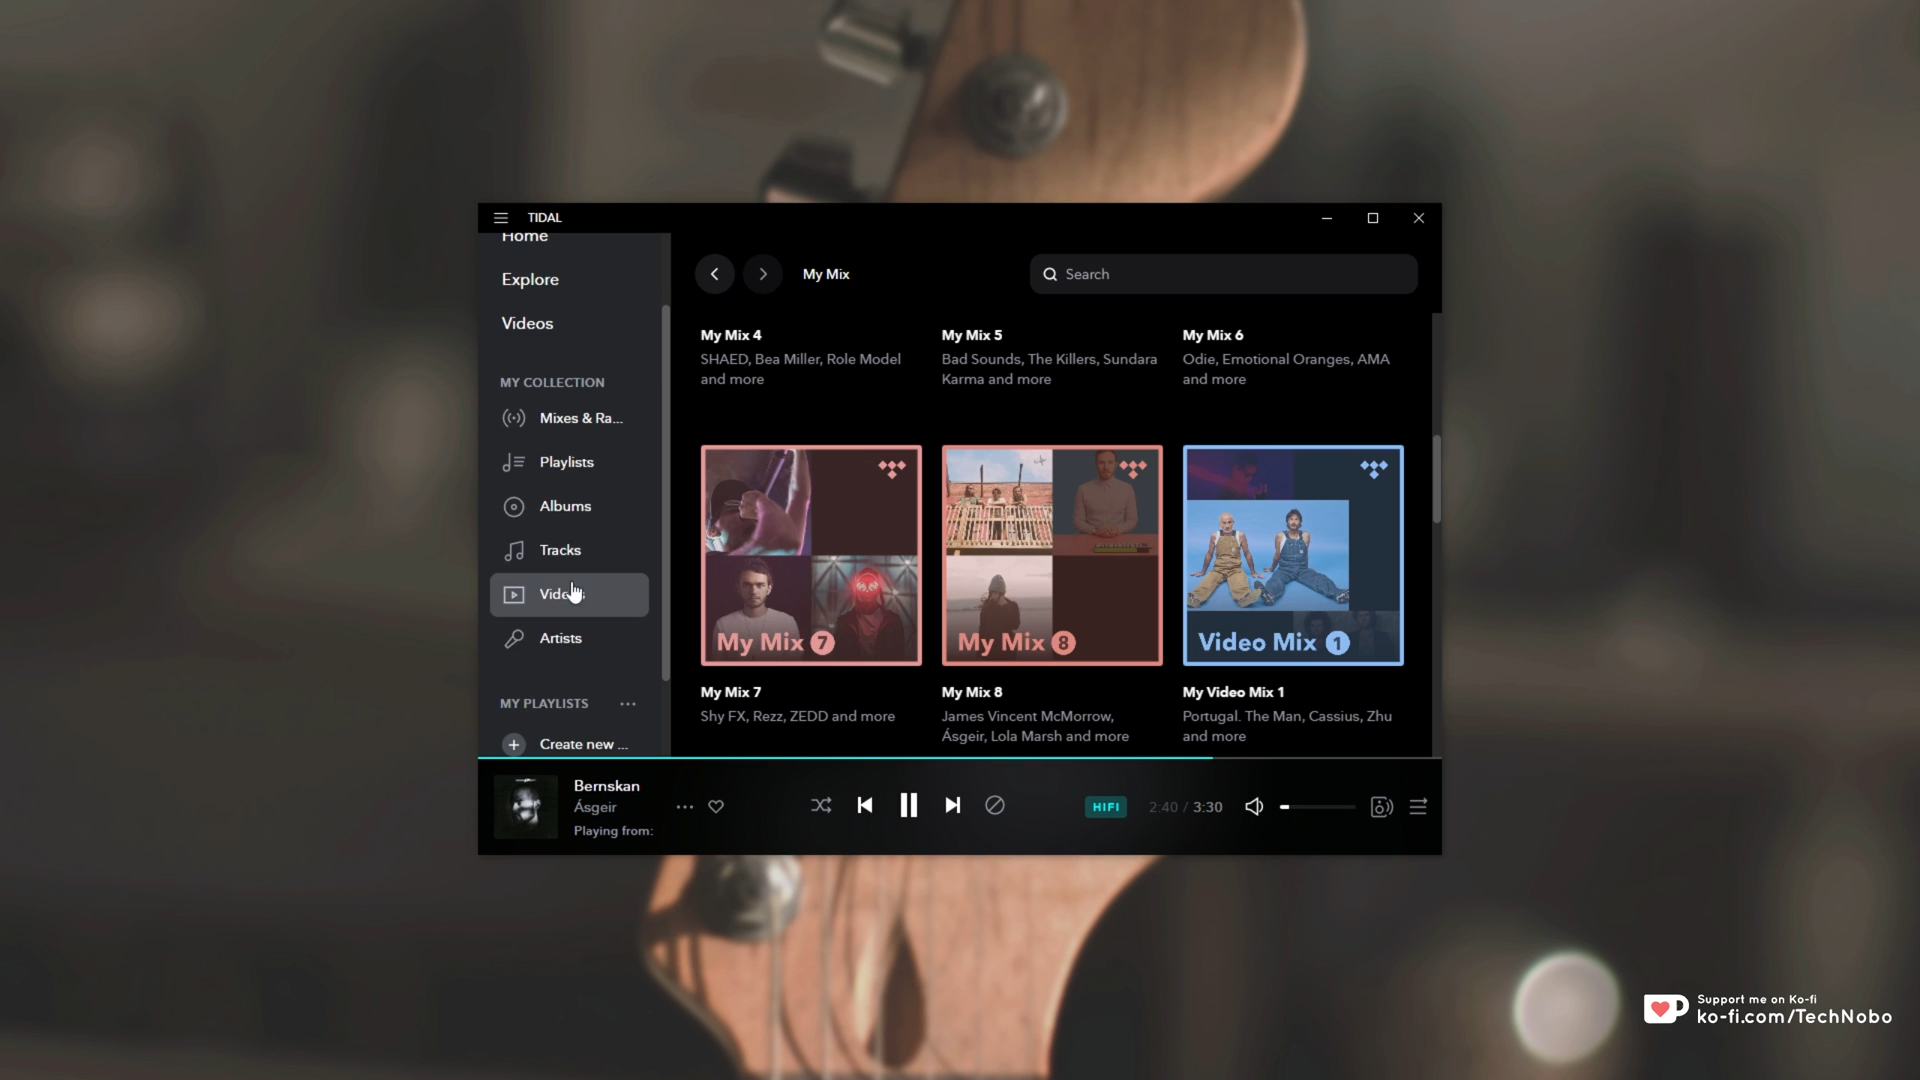 TIDAL
Home
Explore
Videos
MY COLLECTION
Mixes & Ra...
Playlists
Albums
Tracks
Artists
MY PLAYLISTS
Create new ...
My Mix
Search
My Mix 4
SHAED, Bea Miller, Role Model
and more
My Mix 5
Bad Sounds, The Killers, Sundara
Karma and more
My Mix 6
Odie, Emotional Oranges, AMA
and more
My Mix 7
My Mix 8
Video Mix 1
My Mix 7
Shy FX, Rezz, ZEDD and more
My Mix 8
James Vincent McMorrow,
Ásgeir, Lola Marsh and more
My Video Mix 1
Portugal. The Man, Cassius, Zhu
and more
Bernskan
Ásgeir
Playing from:
HIFI
2:40 / 3:30
Support me on Ko-fi
ko-fi.com/TechNobo